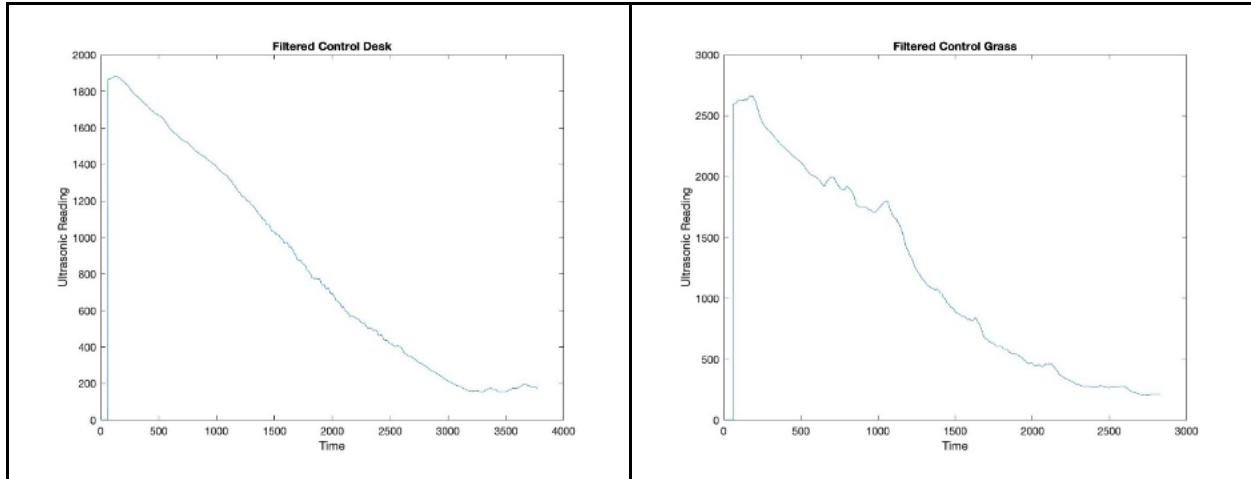 Filtered Control Desk
2000
1800
1600
1400
1200
1000
800
600
400
200
0
Ultrasonic Reading
0 500 1000 1500 2000 2500 3000 3500 4000
Time
Filtered Control Grass
3000
2500
2000
1500
1000
500
0
Ultrasonic Reading
0 500 1000 1500 2000 2500 3000
Time